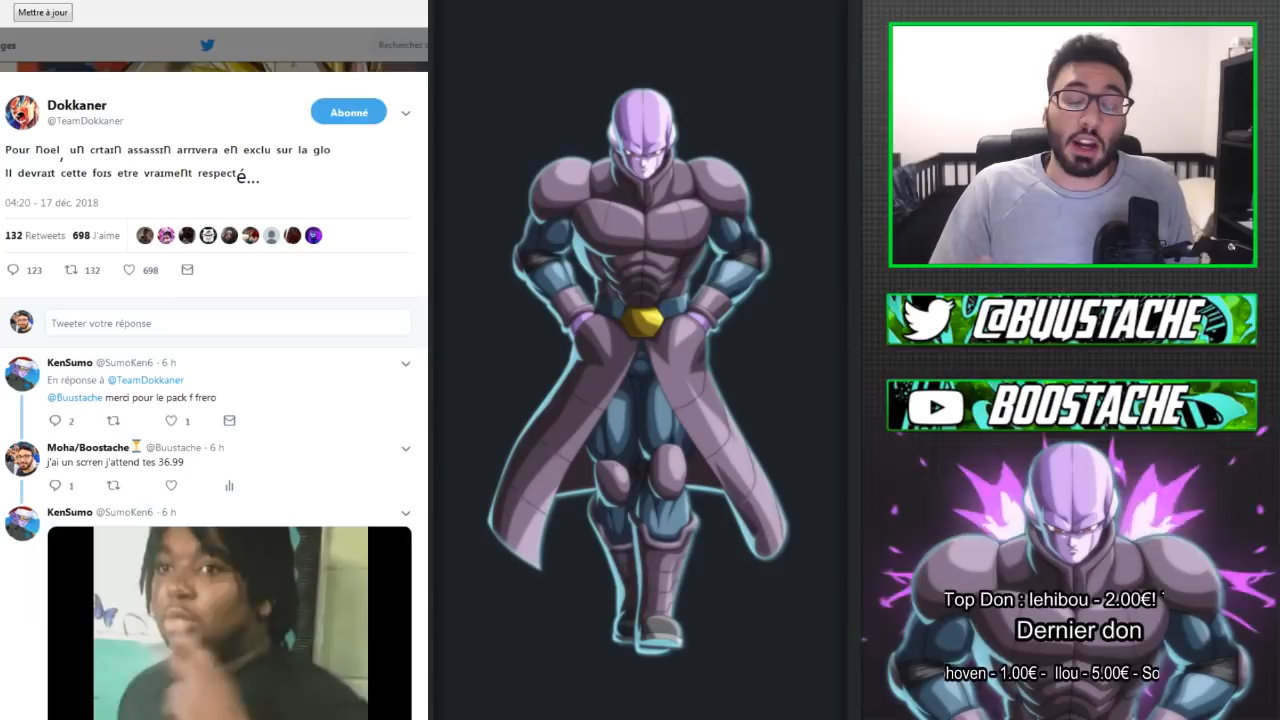 Mettre à jour
ges
Recherchez
Dokkaner
@TeamDokkaner
Abonné
Pour noel, un crtain assassin arrivera en exclu sur la glo
Il devrait cette fois etre vraiment respecté...
04:20 - 17 déc. 2018
132 Retweets 698 J'aime
123 132 698
Tweeter votre réponse
KenSumo @SumoKen6 · 6 h
En réponse à @TeamDokkaner
@Buustache merci pour le pack f frero
2 1
Moha/Boostache⏳ @Buustache · 6 h
j'ai un scrren j'attend tes 36.99
1
KenSumo @SumoKen6 · 6 h
@BUUSTACHE
BOOSTACHE
Top Don : lehibou - 2.00€!
Dernier don
hoven - 1.00€ - llou - 5.00€ - So